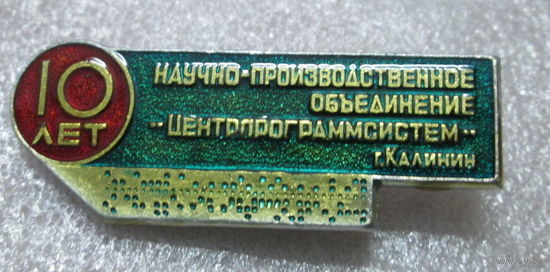 10
ЛЕТ
НАУЧНО-ПРОИЗВОДСТВЕННОЕ
ОБЪЕДИНЕНИЕ
"ЦЕНТРПРОГРАММСИСТЕМ"
г. КАЛИНИН